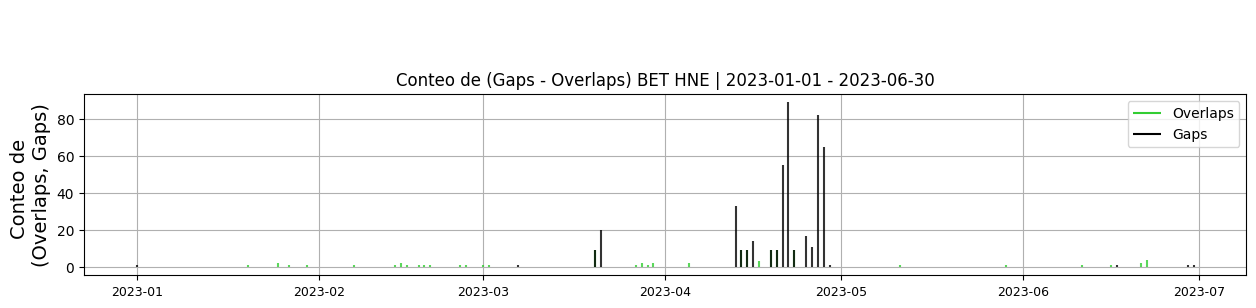 Conteo de (Gaps - Overlaps) BET HNE | 2023-01-01 - 2023-06-30
Conteo de
(Overlaps, Gaps)
80
60
40
20
0
Overlaps
Gaps
2023-01 2023-02 2023-03 2023-04 2023-05 2023-06 2023-07